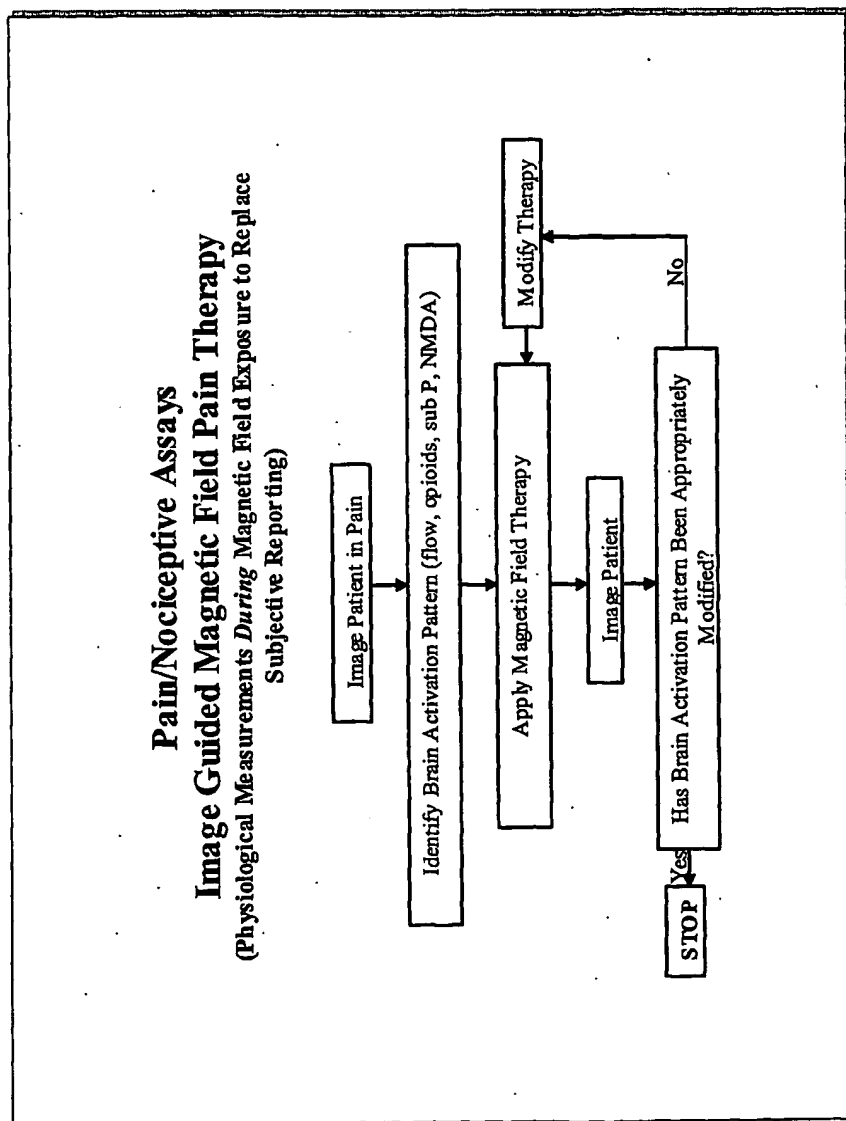 Pain/Nociceptive Assays
Image Guided Magnetic Field Pain Therapy
(Physiological Measurements During Magnetic Field Exposure to Replace
Subjective Reporting)
Image Patient in Pain
Identify Brain Activation Pattern (flow, opioids, sub P, NMDA)
Apply Magnetic Field Therapy
Modify Therapy
Image Patient
Has Brain Activation Pattern Been Appropriately
Modified?
Yes
No
STOP